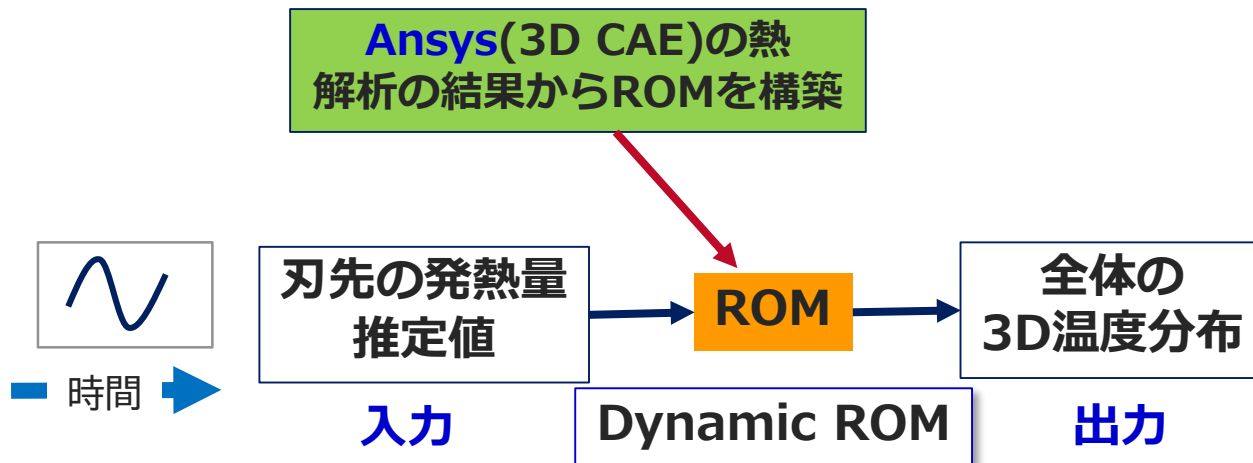 Ansys(3D CAE)の熱
解析の結果からROMを構築
刃先の発熱量
推定値
ROM
全体の
3D温度分布
時間
入力
Dynamic ROM
出力